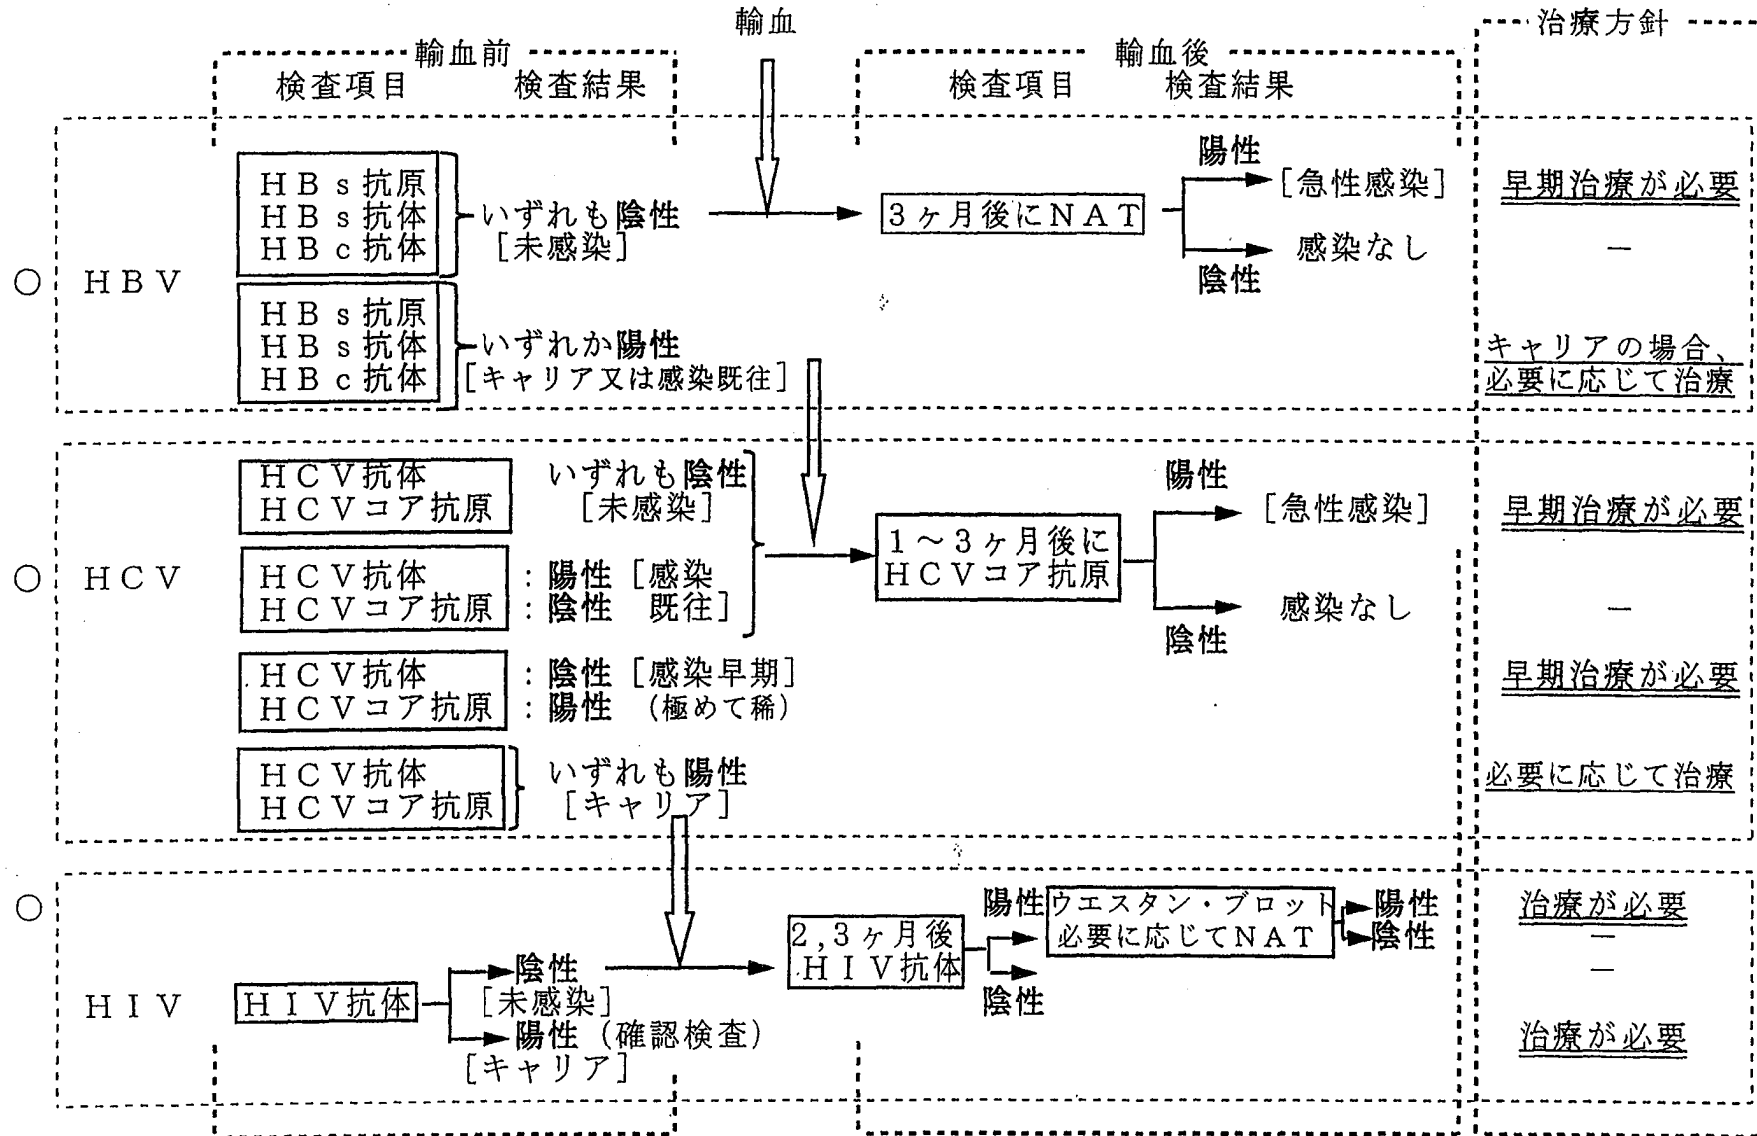 輸血
治療方針
輸血前
輸血後
検査項目 検査結果
検査項目 検査結果
○ HBV
HBs抗原
HBs抗体
HBc抗体
いずれも陰性
[未感染]
3ヶ月後にNAT
陽性
[急性感染]
早期治療が必要
感染なし
－
陰性
HBs抗原
HBs抗体
HBc抗体
いずれか陽性
[キャリア又は感染既往]
キャリアの場合、
必要に応じて治療
○ HCV
HCV抗体
HCVコア抗原
いずれも陰性
[未感染]
HCV抗体 : 陽性 [感染
HCVコア抗原 : 陰性 既往]
1～3ヶ月後に
HCVコア抗原
陽性
[急性感染]
早期治療が必要
感染なし
－
陰性
HCV抗体 : 陰性 [感染早期]
HCVコア抗原 : 陽性 (極めて稀)
早期治療が必要
HCV抗体
HCVコア抗原
いずれも陽性
[キャリア]
必要に応じて治療
○
HIV
HIV抗体
陰性
[未感染]
陽性 (確認検査)
[キャリア]
2,3ヶ月後
HIV抗体
陽性
陰性
ウエスタン・ブロット
必要に応じてNAT
陽性
陰性
治療が必要
－
－
治療が必要